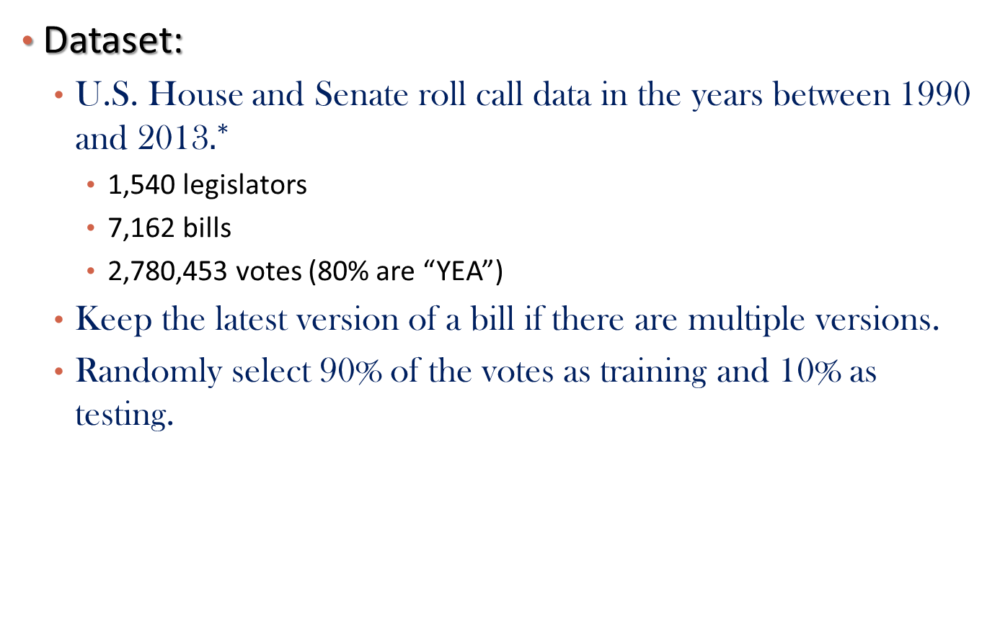 • Dataset:
• U.S. House and Senate roll call data in the years between 1990
and 2013.*
• 1,540 legislators
• 7,162 bills
• 2,780,453 votes (80% are “YEA”)
• Keep the latest version of a bill if there are multiple versions.
• Randomly select 90% of the votes as training and 10% as
testing.